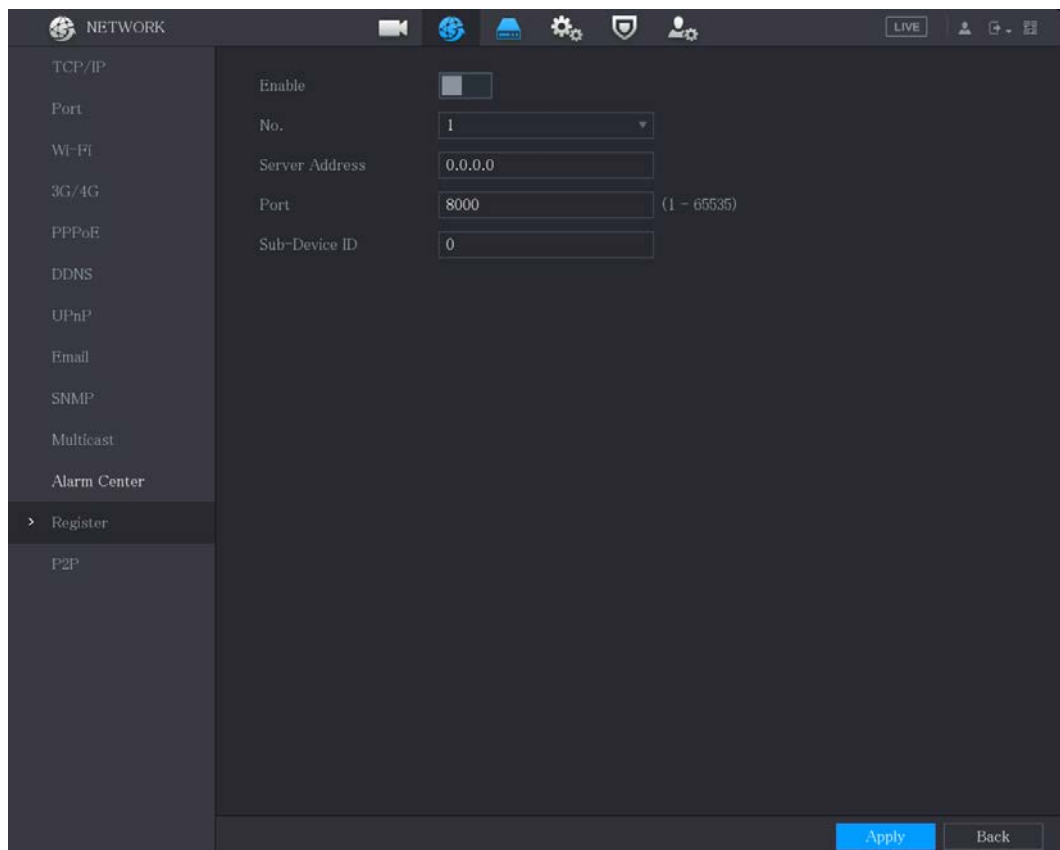 NETWORK
LIVE
TCP/IP
Port
Wi-Fi
3G/4G
PPPoE
DDNS
UPnP
Email
SNMP
Multicast
Alarm Center
Register
P2P
Enable
No. 1
Server Address 0.0.0.0
Port 8000 (1 - 65535)
Sub-Device ID 0
Apply Back